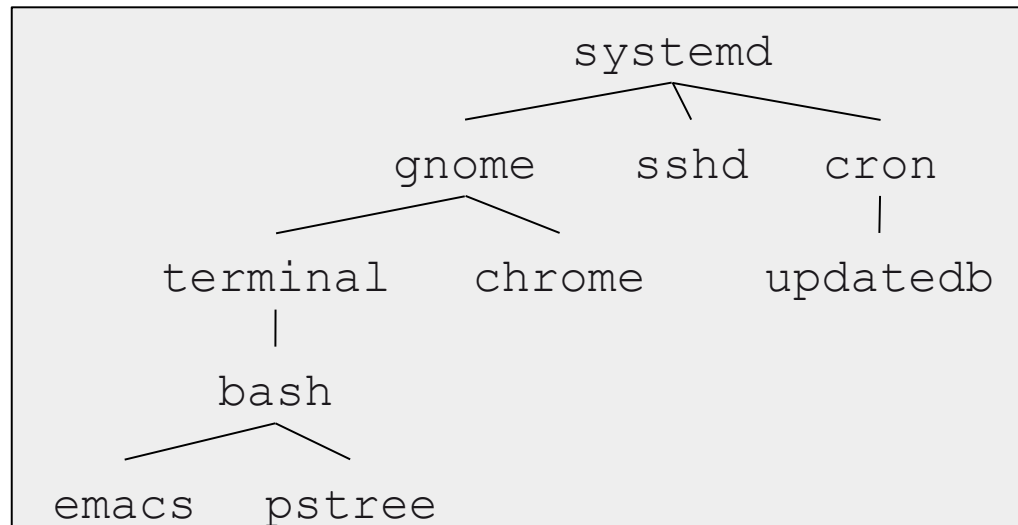 systemd
gnome sshd cron
terminal chrome updatedb
bash
emacs pstree